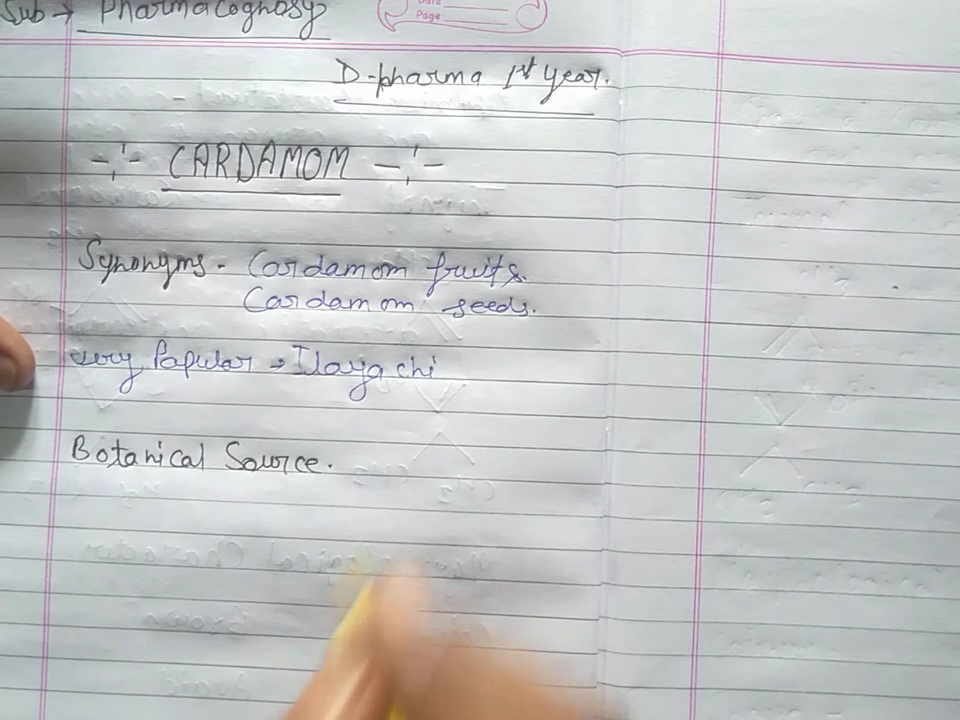 Sub → Pharmacognosy
Date
Page
D-pharma 1st year.
CARDAMOM
Synonyms - Cardamom fruits.
Cardamom seeds.
very Popular → Ilayachi
Botanical Source.